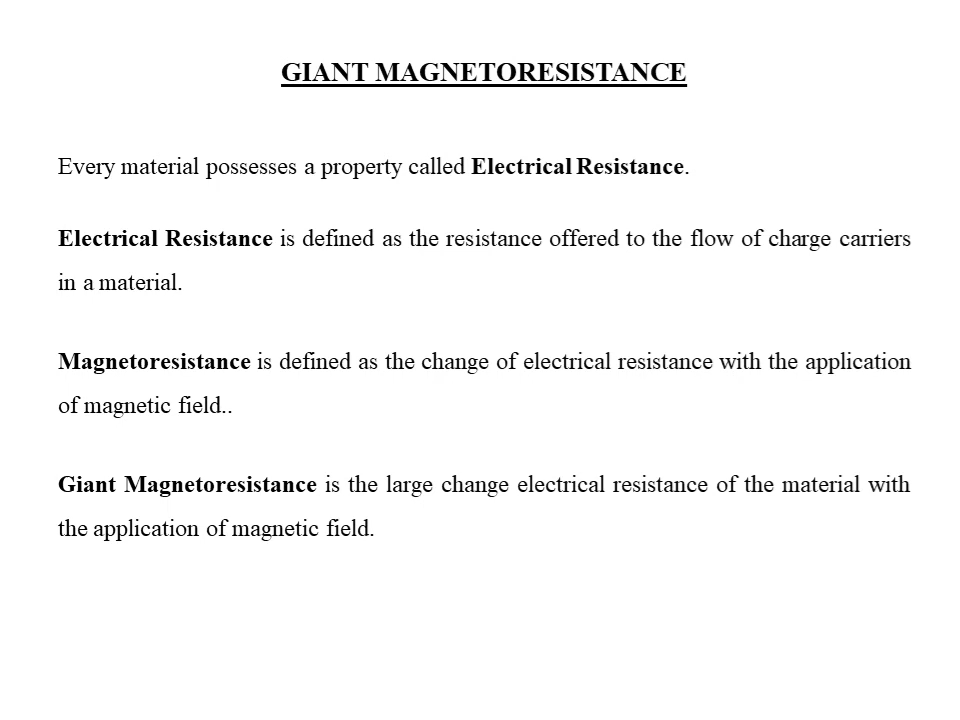 GIANT MAGNETORESISTANCE
Every material possesses a property called Electrical Resistance.
Electrical Resistance is defined as the resistance offered to the flow of charge carriers
in a material.
Magnetoresistance is defined as the change of electrical resistance with the application
of magnetic field..
Giant Magnetoresistance is the large change electrical resistance of the material with
the application of magnetic field.